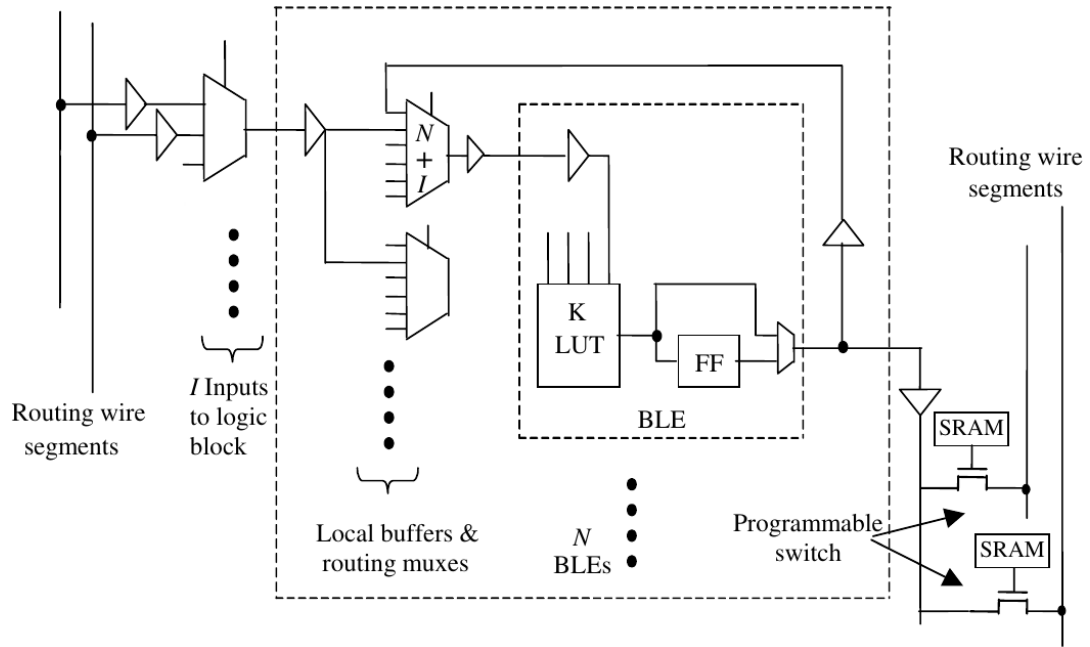 N
+
I
K
LUT
FF
BLE
Routing wire
segments
I Inputs
to logic
block
Local buffers &
routing muxes
N
BLEs
Routing wire
segments
SRAM
Programmable
switch
SRAM